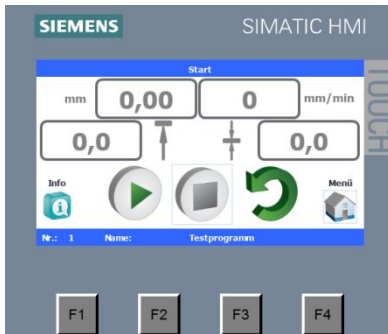 SIEMENS SIMATIC HMI
TOUCH
Start
mm 0,00 0 mm/min
0,0 0,0
Info Menü
Nr.: 1 Name: Testprogramm
F1 F2 F3 F4